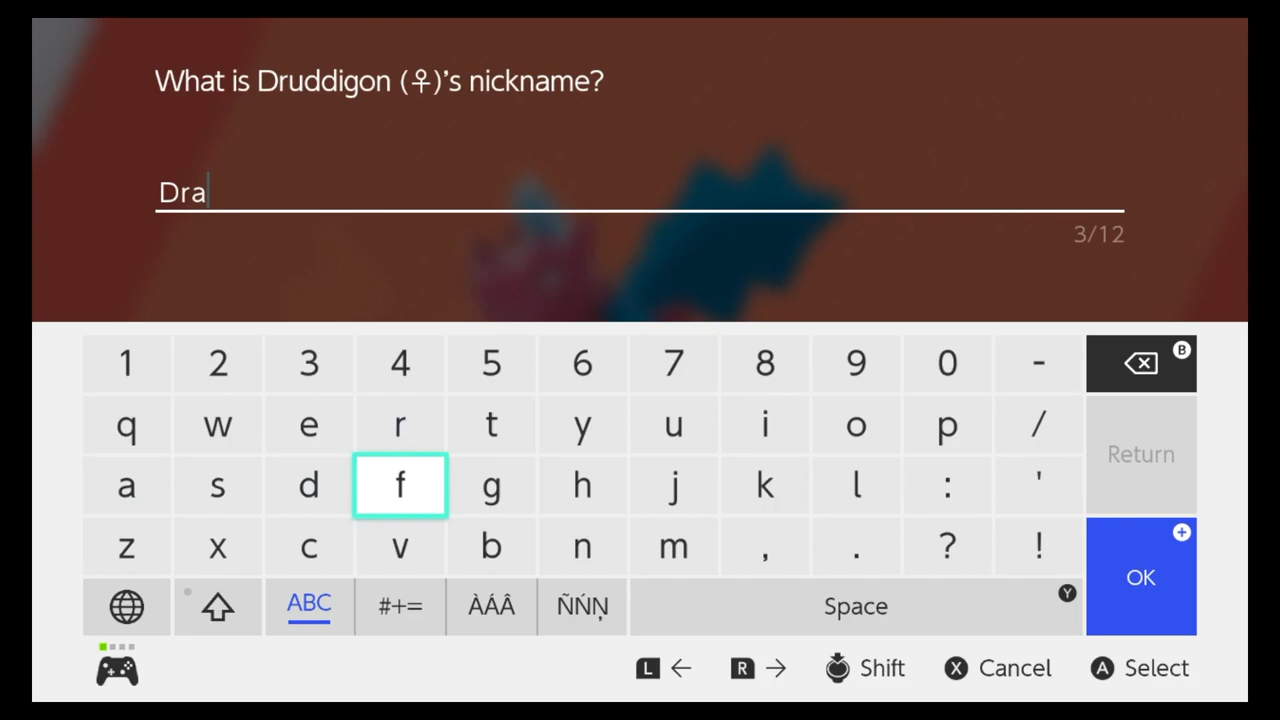 What is Druddigon (♀)'s nickname?
Dra
3/12
1 2 3 4 5 6 7 8 9 0 - B
q w e r t y u i o p / Return
a s d f g h j k l : '
z x c v b n m , . ? ! + OK
ABC #+= ÀÁÂ ÑŃŅ Space Y
L ← R → Shift X Cancel A Select